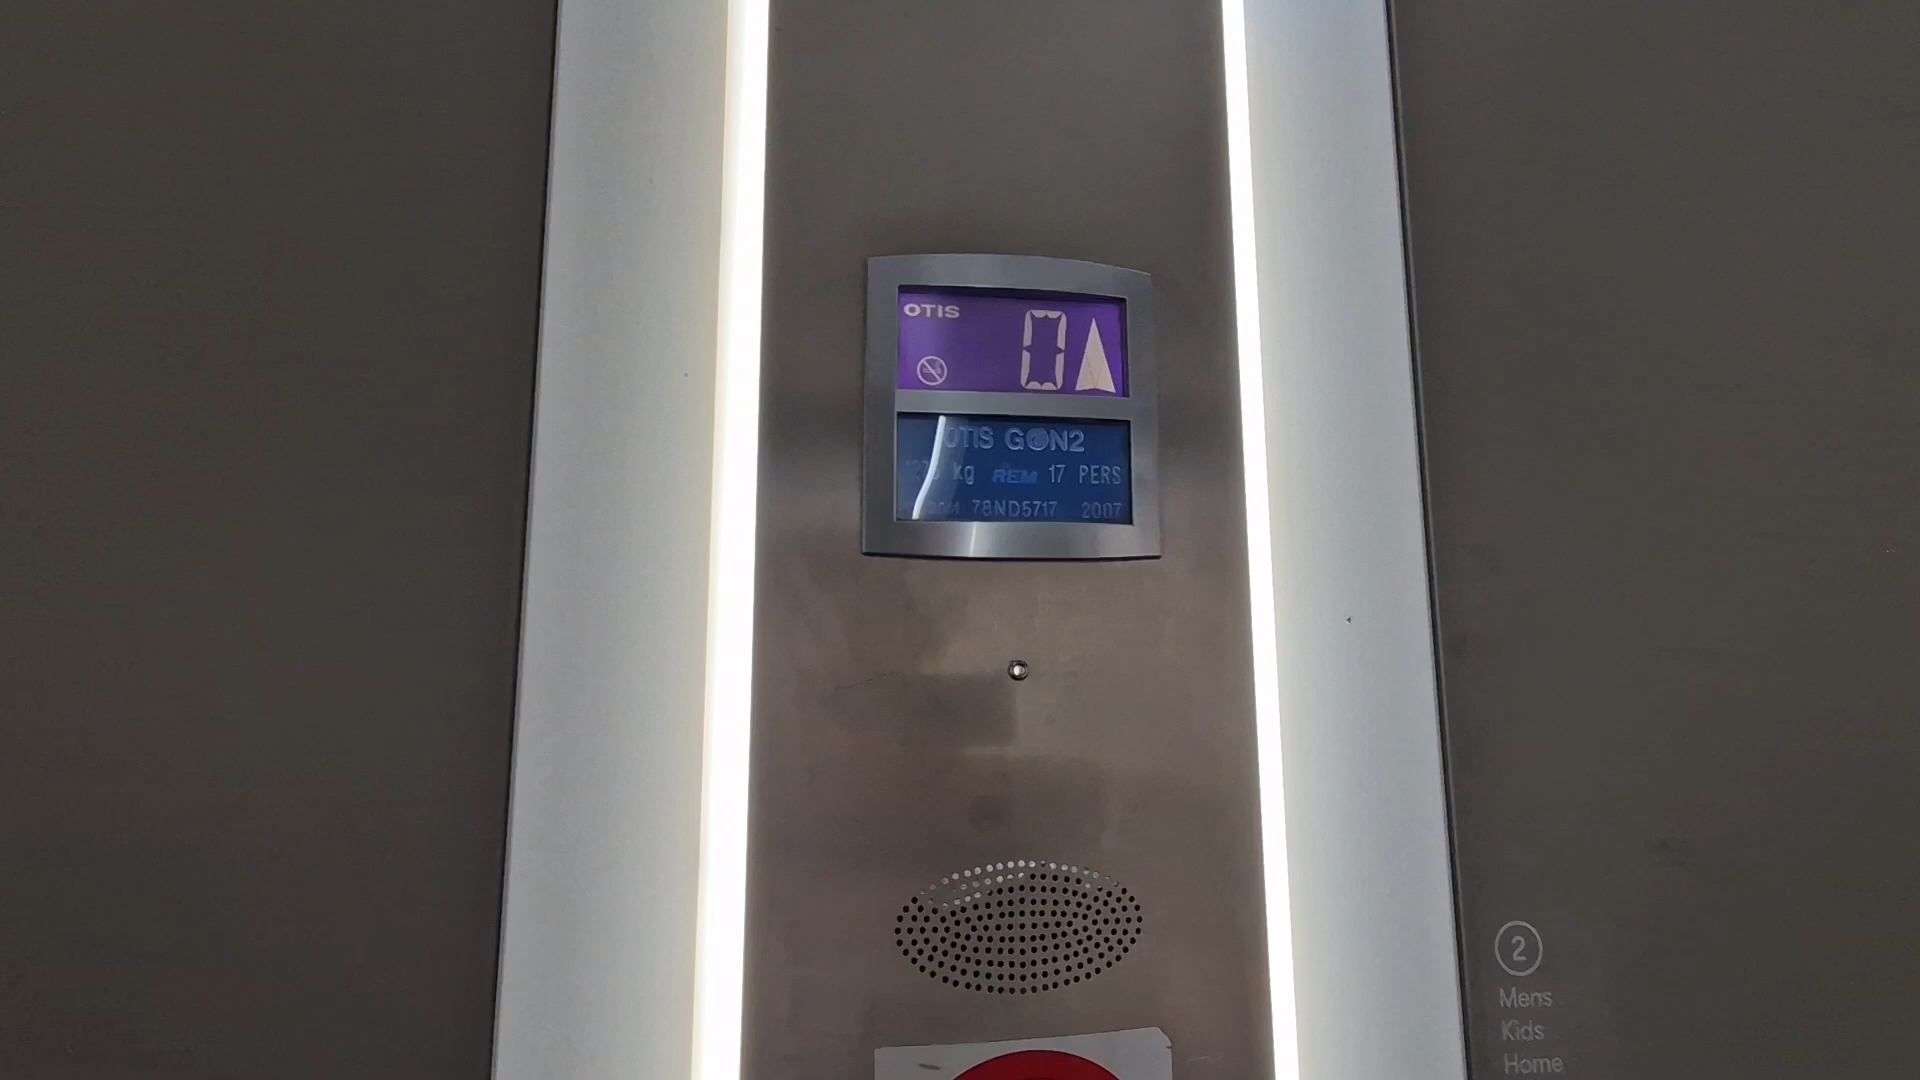 OTIS
0
OTIS GEN2
kg REM 17 PERS
78ND5717 2007
2
Mens
Kids
Home